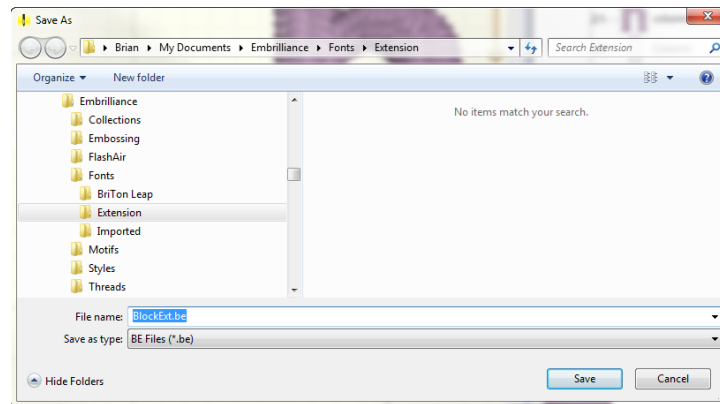 Save As
Brian ▸ My Documents ▸ Embrilliance ▸ Fonts ▸ Extension
Search Extension
Organize
New folder
Embrilliance
Collections
Embossing
FlashAir
Fonts
BriTon Leap
Extension
Imported
Motifs
Styles
Threads
No items match your search.
File name: BlockExt.be
Save as type: BE Files (*.be)
Hide Folders
Save
Cancel